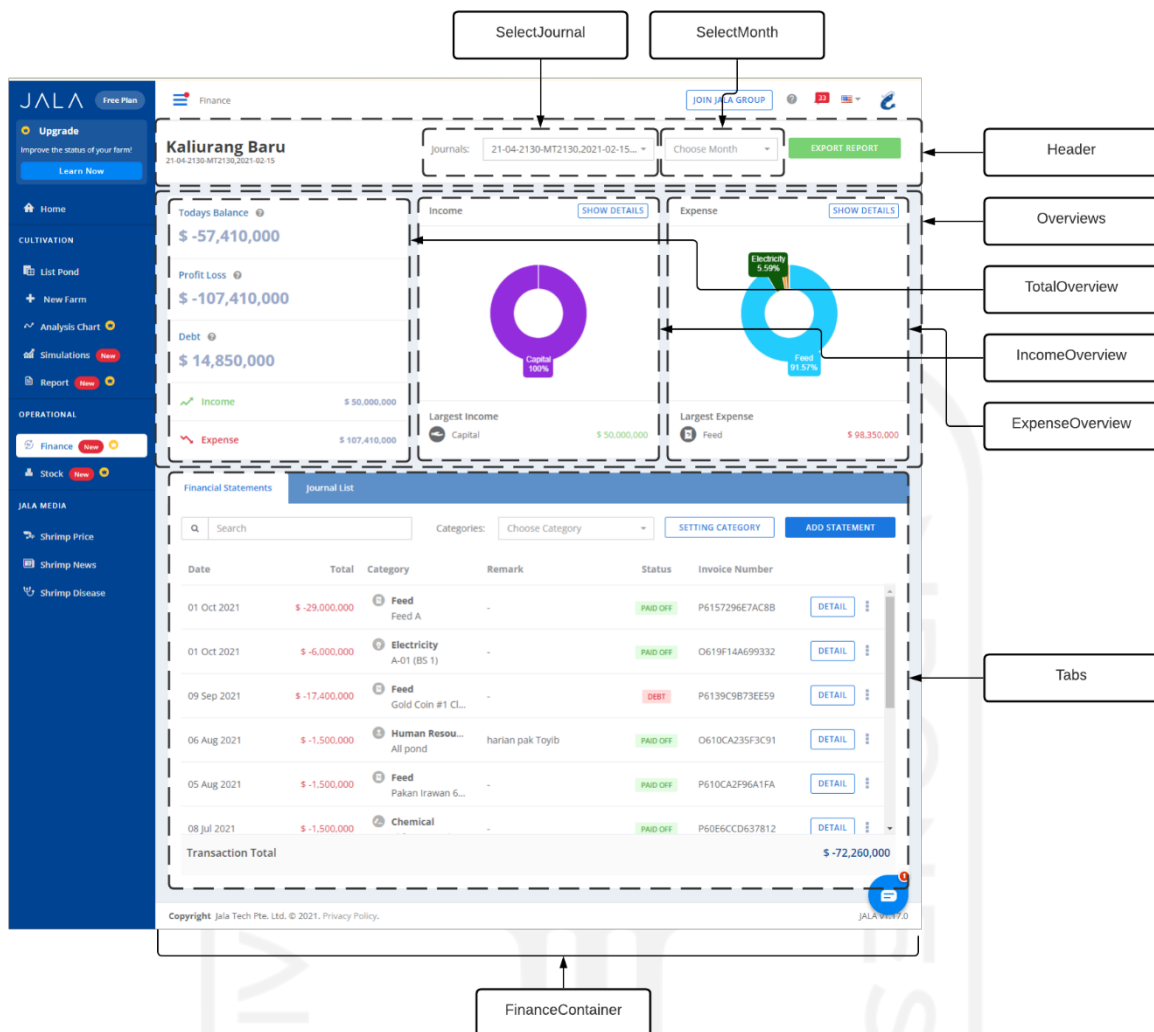 SelectJournal
SelectMonth
JALA
Free Plan
Finance
JOIN JALA GROUP
33
Upgrade
Improve the status of your farm!
Learn Now
Kaliurang Baru
21-04-2130-MT2130,2021-02-15
Journals:
21-04-2130-MT2130,2021-02-15...
Choose Month
EXPORT REPORT
Header
Home
CULTIVATION
List Pond
New Farm
Analysis Chart
Simulations New
Report New
OPERATIONAL
Finance New
Stock New
JALA MEDIA
Shrimp Price
Shrimp News
Shrimp Disease
Todays Balance
$ -57,410,000
Profit Loss
$ -107,410,000
Debt
$ 14,850,000
Income $ 50,000,000
Expense $ 107,410,000
Income SHOW DETAILS
Capital
100%
Largest Income
Capital $ 50,000,000
Expense SHOW DETAILS
Electricity
5.59%
Feed
91.57%
Largest Expense
Feed $ 98,350,000
Overviews
TotalOverview
IncomeOverview
ExpenseOverview
Financial Statements Journal List
Search Categories: Choose Category SETTING CATEGORY ADD STATEMENT
Date Total Category Remark Status Invoice Number
01 Oct 2021 $ -29,000,000 Feed - PAID OFF P6157296E7AC8B DETAIL
Feed A
01 Oct 2021 $ -6,000,000 Electricity - PAID OFF O619F14A699332 DETAIL
A-01 (BS 1)
09 Sep 2021 $ -17,400,000 Feed - DEBT P6139C9B73EE59 DETAIL
Gold Coin #1 Cl...
06 Aug 2021 $ -1,500,000 Human Resou... harian pak Toyib PAID OFF O610CA235F3C91 DETAIL
All pond
05 Aug 2021 $ -1,500,000 Feed - PAID OFF P610CA2F96A1FA DETAIL
Pakan Irawan 6...
08 Jul 2021 $ -1,500,000 Chemical - PAID OFF P60E6CCD637812 DETAIL
Transaction Total $ -72,260,000
Tabs
1
Copyright Jala Tech Pte. Ltd. © 2021. Privacy Policy.
JALA
FinanceContainer